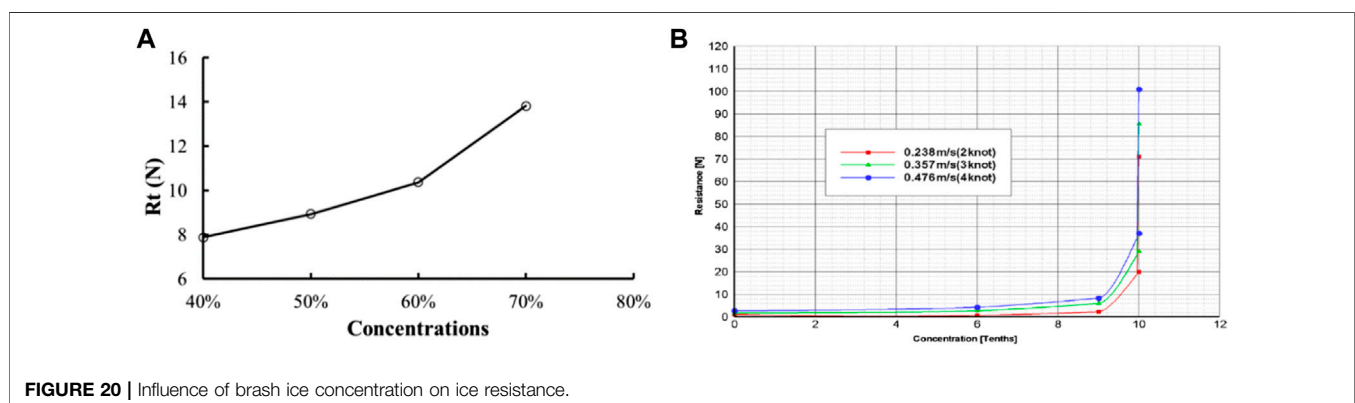 A
16
14
12
10
8
6
Rt (N)
40% 50% 60% 70% 80%
Concentrations
B
120
110
100
90
80
70
60
50
40
30
20
10
0
Resistance [N]
0.238m/s(2knot)
0.357m/s(3knot)
0.476m/s(4knot)
0 2 4 6 8 10 12
Concentration [Tenths]
FIGURE 20 | Influence of brash ice concentration on ice resistance.